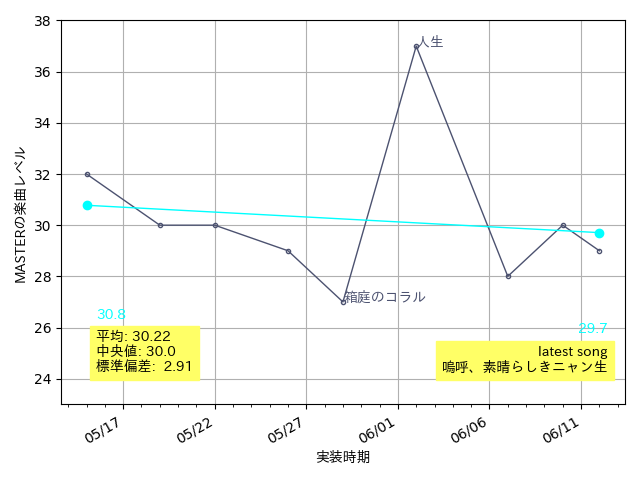 38
36
34
32
30
28
26
24
MASTERの楽曲レベル
人生
箱庭のコラル
30.8
29.7
平均: 30.22
中央値: 30.0
標準偏差: 2.91
latest song
嗚呼、素晴らしきニャン生
05/17
05/22
05/27
06/01
06/06
06/11
実装時期